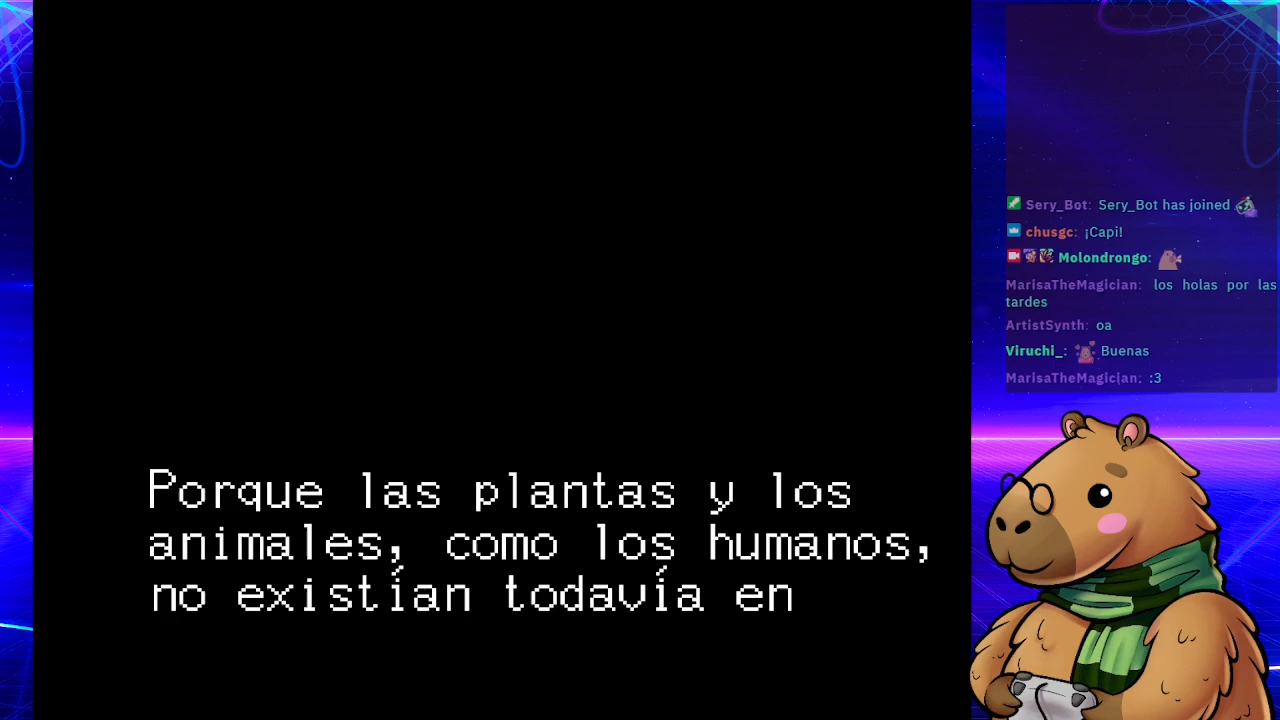 Porque las plantas y los
animales, como los humanos,
no existían todavía en
Sery_Bot: Sery_Bot has joined
chusgc: ¡Capi!
Molondrongo:
MarisaTheMagician: los holas por las
tardes
ArtistSynth: oa
Viruchi_: Buenas
MarisaTheMagician: :3